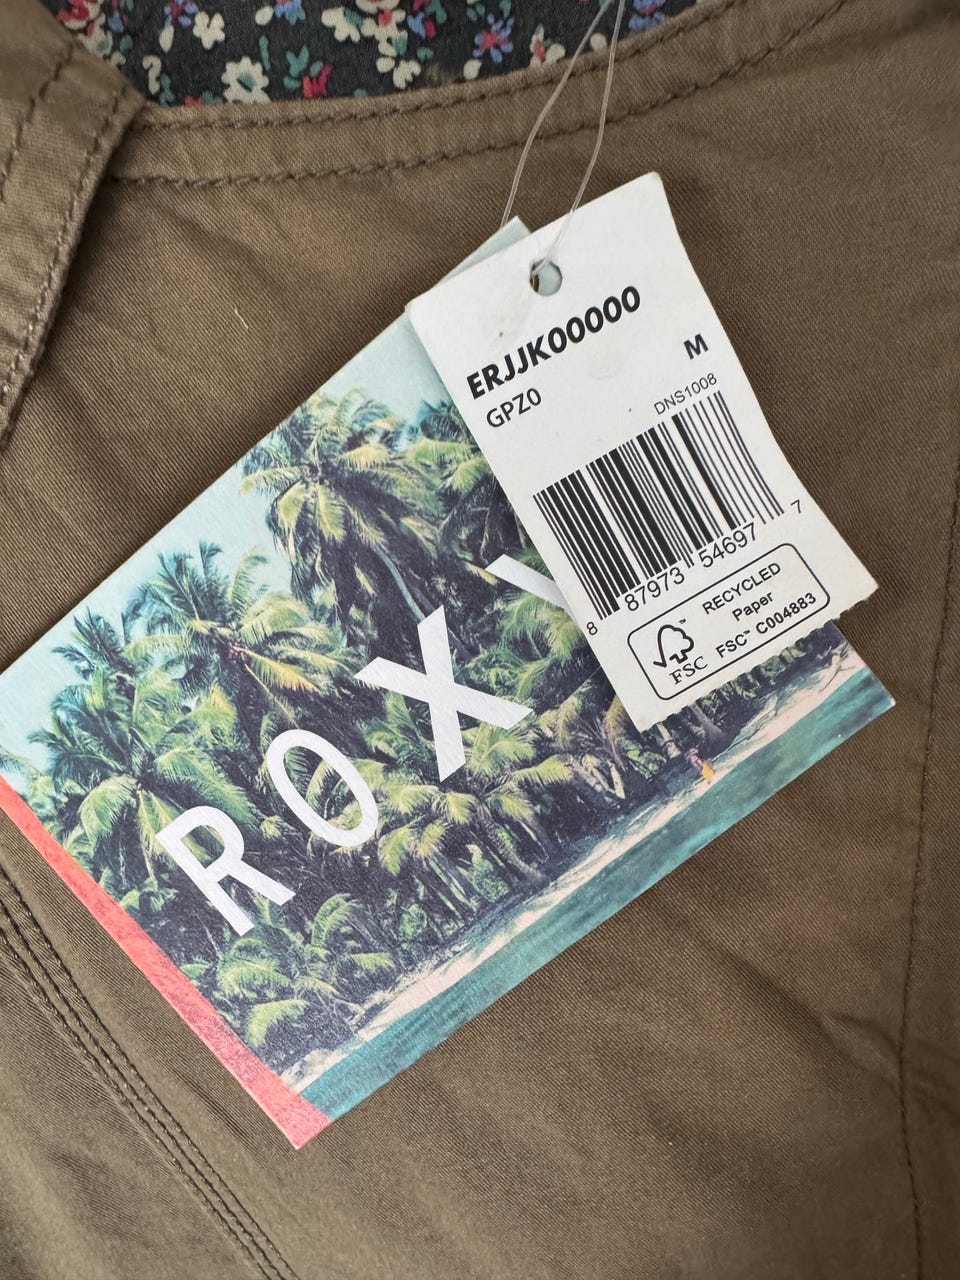 ERJJK00000
GPZ0
M
DNS1008
8 87973 54697 7
RECYCLED
Paper
FSC™ C004883
FSC
ROXY